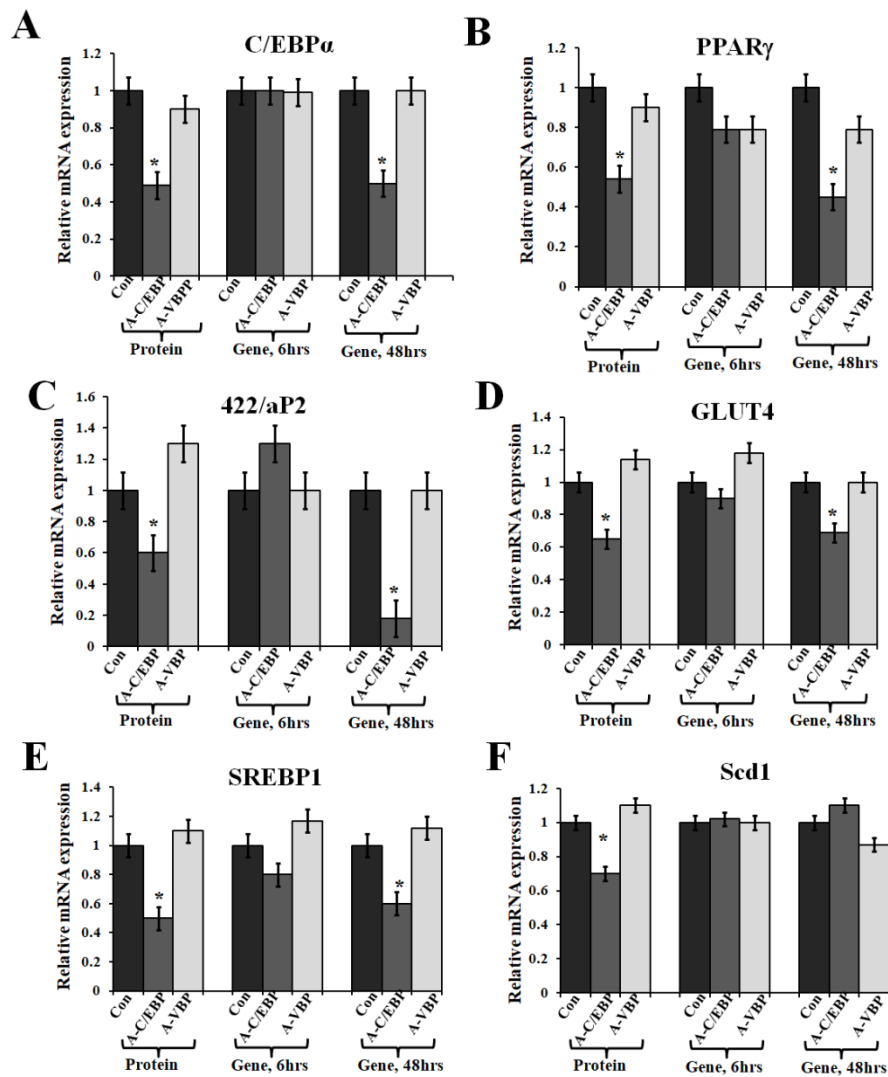 A
C/EBPα
Relative mRNA expression
1.2
1
0.8
0.6
0.4
0.2
0
*
*
Con
A-C/EBP
A-VBPP
Con
A-C/EBP
A-VBP
Con
A-C/EBP
A-VBP
Protein
Gene, 6hrs
Gene, 48hrs
B
PPARγ
Relative mRNA expression
1.2
1
0.8
0.6
0.4
0.2
0
*
*
Con
A-C/EBP
A-VBP
Con
A-C/EBP
A-VBP
Con
A-C/EBP
A-VBP
Protein
Gene, 6hrs
Gene, 48hrs
C
422/aP2
Relative mRNA expression
1.6
1.4
1.2
1
0.8
0.6
0.4
0.2
0
*
*
Con
A-C/EBP
A-VBP
Con
A-C/EBP
A-VBP
Con
A-C/EBP
A-VBP
Protein
Gene, 6hrs
Gene, 48hrs
D
GLUT4
Relative mRNA expression
1.4
1.2
1
0.8
0.6
0.4
0.2
0
*
*
Con
A-C/EBP
A-VBP
Con
A-C/EBP
A-VBP
Con
A-C/EBP
A-VBP
Protein
Gene, 6hrs
Gene, 48hrs
E
SREBP1
Relative mRNA expression
1.4
1.2
1
0.8
0.6
0.4
0.2
0
*
*
Con
A-C/EBP
A-VBP
Con
A-C/EBP
A-VBP
Con
A-C/EBP
A-VBP
Protein
Gene, 6hrs
Gene, 48hrs
F
Scd1
Relative mRNA expression
1.2
1
0.8
0.6
0.4
0.2
0
*
Con
A-C/EBP
A-VBP
Con
A-C/EBP
A-VBP
Con
A-C/EBP
A-VBP
Protein
Gene, 6hrs
Gene, 48hrs